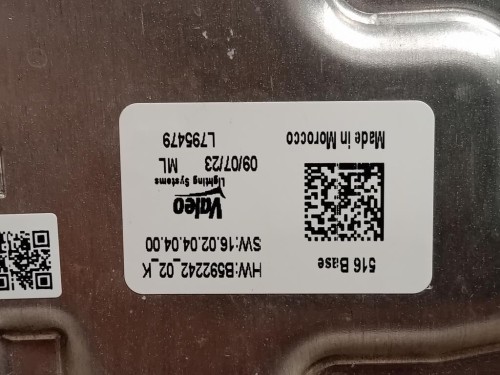 516 Base
HW:B592242_02_K
SW:16.02.04.04.00
Valeo
Lighting Systems
09/07/23 ML
Made in Morocco
L795479